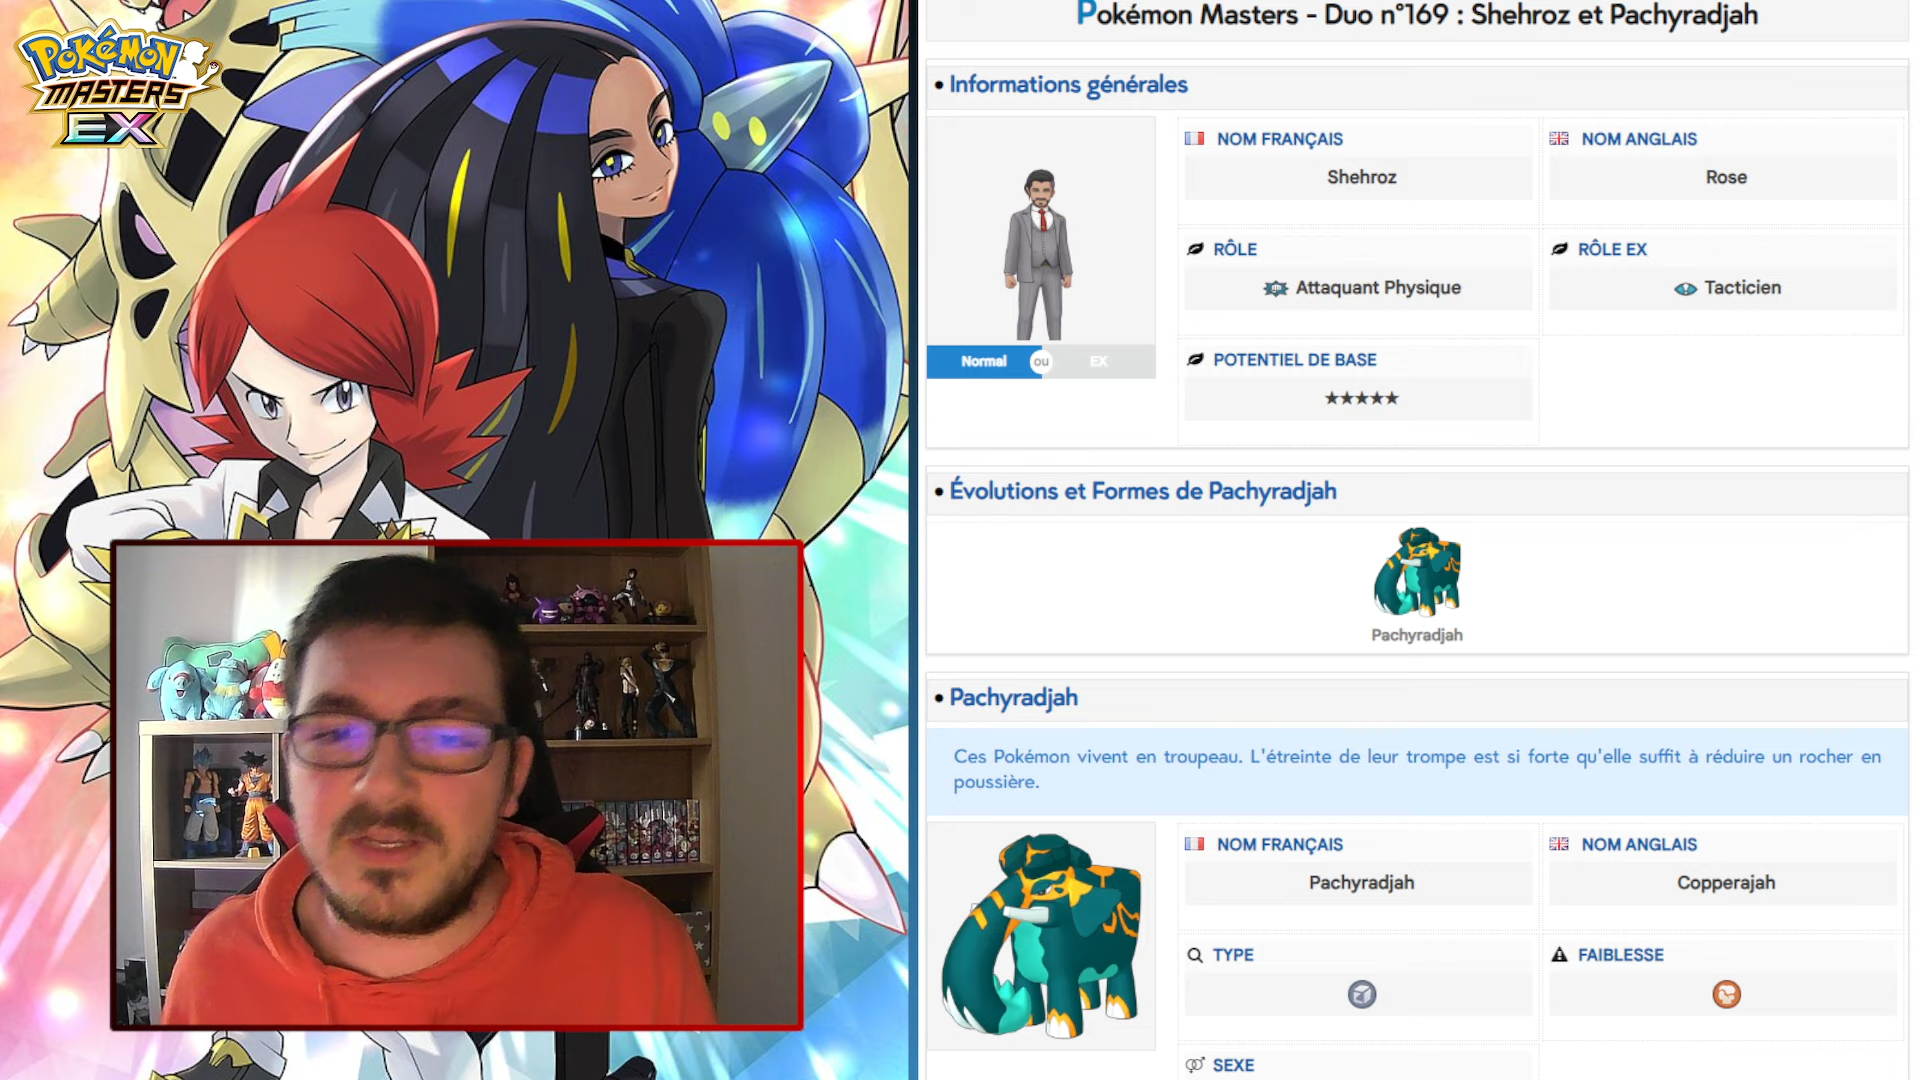 POKÉMON
MASTERS
EX
Pokémon Masters - Duo n°169 : Shehroz et Pachyradjah
• Informations générales
NOM FRANÇAIS
NOM ANGLAIS
Shehroz
Rose
RÔLE
RÔLE EX
Attaquant Physique
Tacticien
Normal ou EX
POTENTIEL DE BASE
★★★★★
• Évolutions et Formes de Pachyradjah
Pachyradjah
• Pachyradjah
Ces Pokémon vivent en troupeau. L'étreinte de leur trompe est si forte qu'elle suffit à réduire un rocher en
poussière.
NOM FRANÇAIS
NOM ANGLAIS
Pachyradjah
Copperajah
TYPE
FAIBLESSE
SEXE